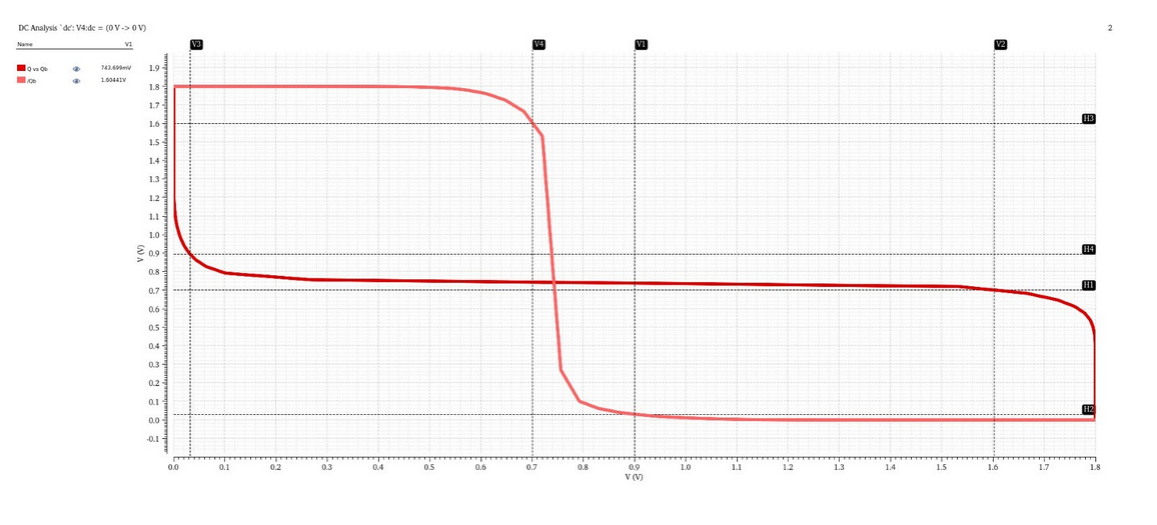 DC Analysis `dc': V4:dc = (0 V -> 0 V)
2
Name V1
Q vs Qb 743.699mV
/Qb 1.60441V
V3 V4 V1 V2
H3
H4
H1
H2
V (V)
1.9
1.8
1.7
1.6
1.5
1.4
1.3
1.2
1.1
1.0
0.9
0.8
0.7
0.6
0.5
0.4
0.3
0.2
0.1
0.0
-0.1
0.0 0.1 0.2 0.3 0.4 0.5 0.6 0.7 0.8 0.9 1.0 1.1 1.2 1.3 1.4 1.5 1.6 1.7 1.8
V (V)